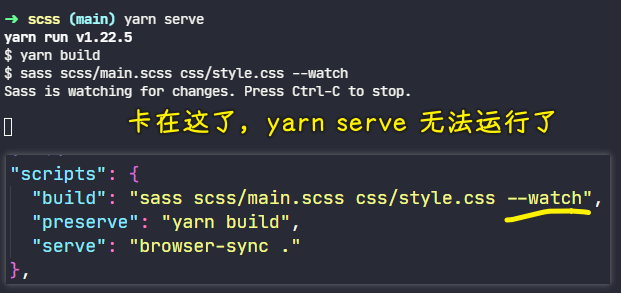 ➜ scss (main) yarn serve
yarn run v1.22.5
$ yarn build
$ sass scss/main.scss css/style.css --watch
Sass is watching for changes. Press Ctrl-C to stop.
卡在这了，yarn serve 无法运行了
"scripts": {
"build": "sass scss/main.scss css/style.css --watch",
"preserve": "yarn build",
"serve": "browser-sync ."
},